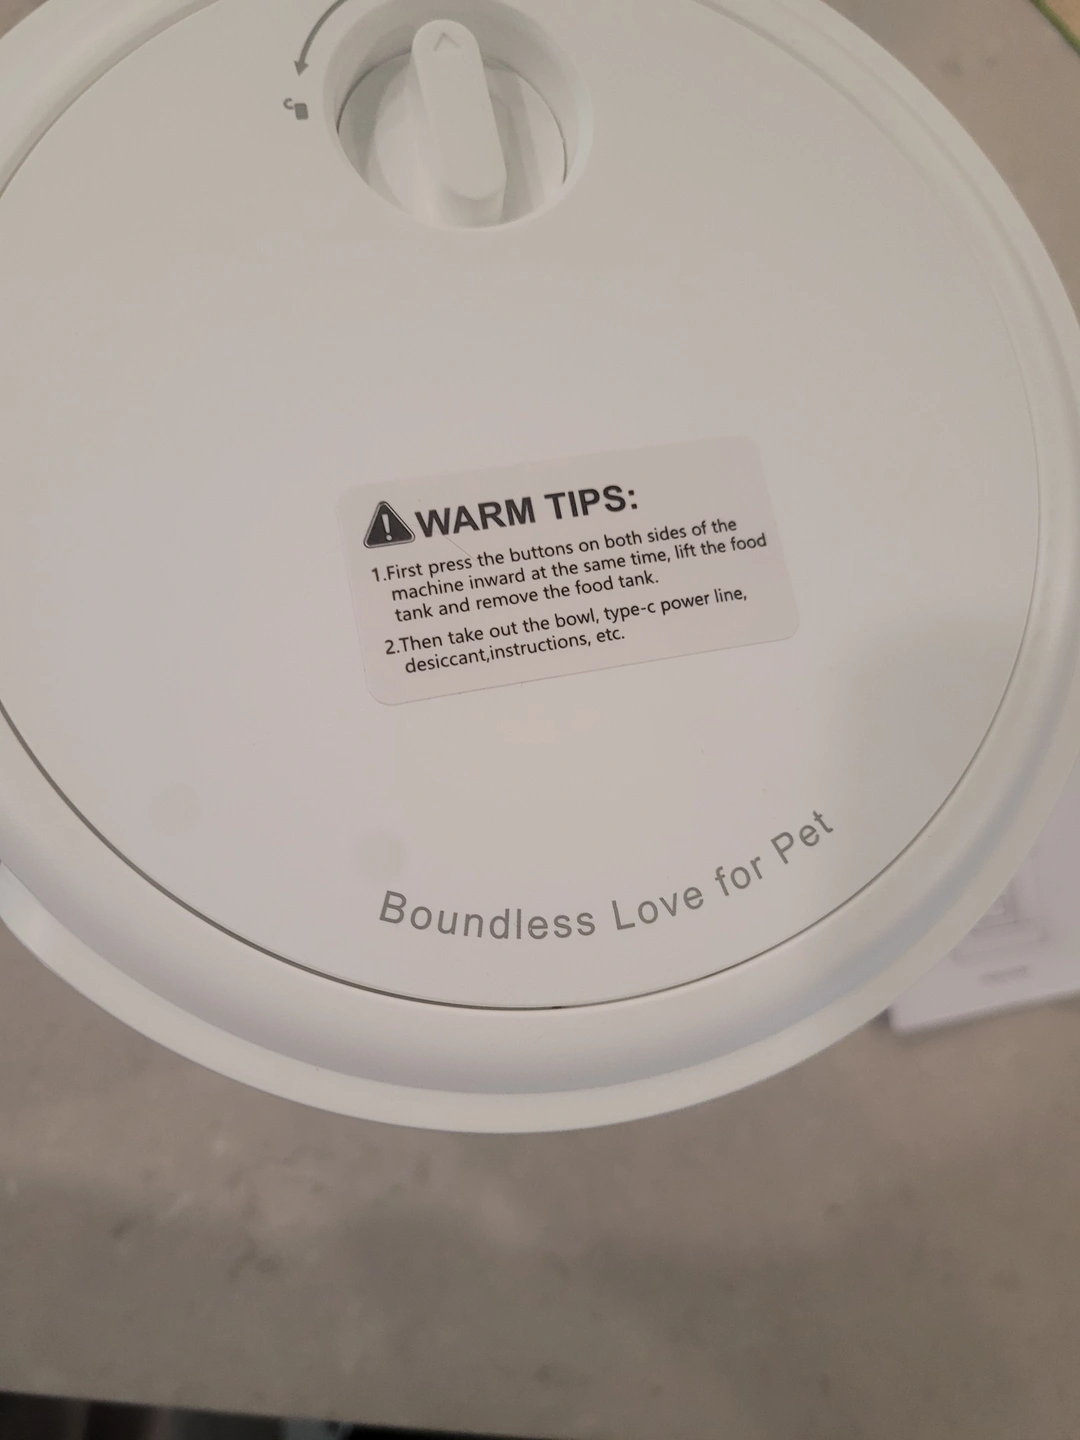 WARM TIPS:
1.First press the buttons on both sides of the
machine inward at the same time, lift the food
tank and remove the food tank.
2.Then take out the bowl, type-c power line,
desiccant,instructions, etc.
Boundless Love for Pet